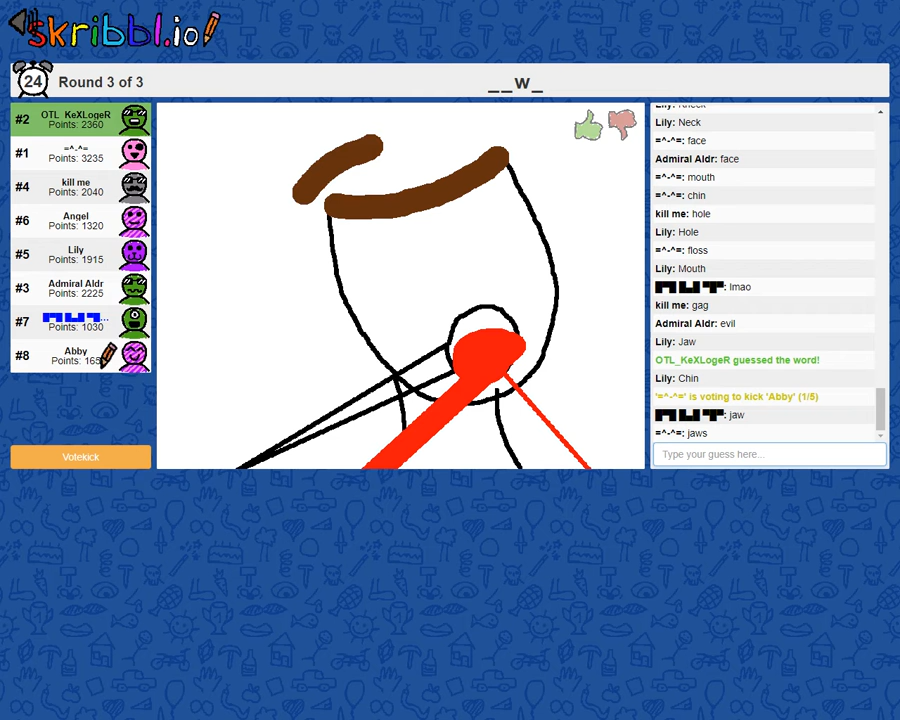 skribbl.io
24 Round 3 of 3 __w_
#2 OTL_KeXLogeR
Points: 2360
#1 =^-^=
Points: 3235
#4 kill me
Points: 2040
#6 Angel
Points: 1320
#5 Lily
Points: 1915
#3 Admiral Aldr
Points: 2225
#7
Points: 1030
#8 Abby
Points: 165
Votekick
Lily: Neck
=^-^=: face
Admiral Aldr: face
=^-^=: mouth
=^-^=: chin
kill me: hole
Lily: Hole
=^-^=: floss
Lily: Mouth
: lmao
kill me: gag
Admiral Aldr: evil
Lily: Jaw
OTL_KeXLogeR guessed the word!
Lily: Chin
'=^-^=' is voting to kick 'Abby' (1/5)
: jaw
=^-^=: jaws
Type your guess here...